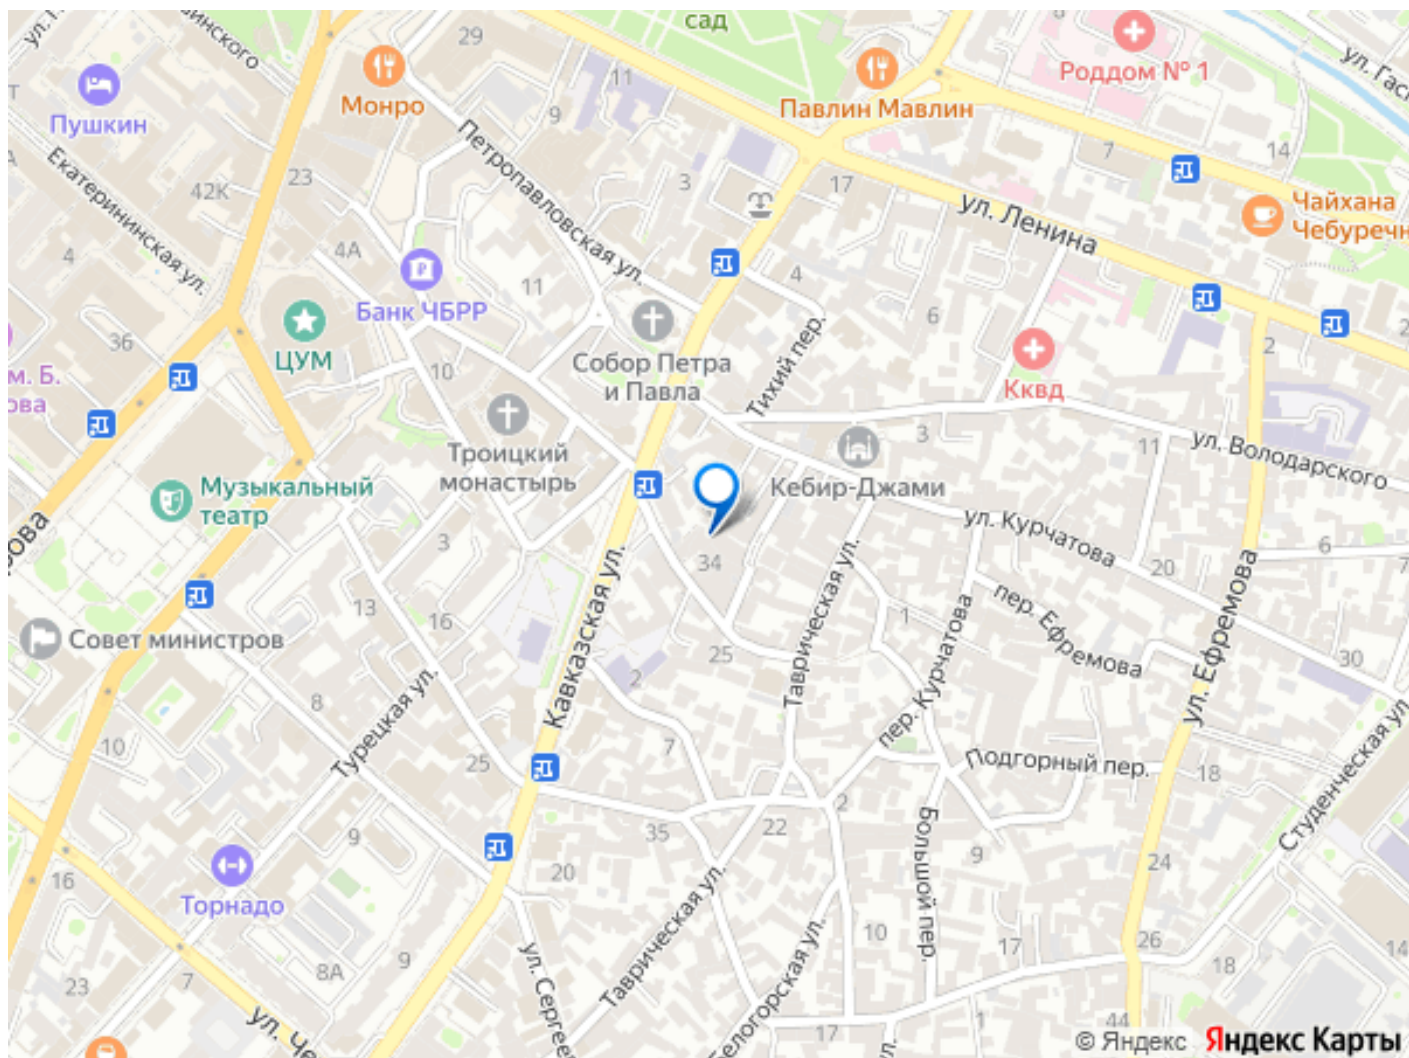 сад
29
11
9
Монро
Пушкин
Роддом № 1
Павлин Мавлин
7
14
Чайхана
Чебуречн
Екатерининская ул.
42К
23
Петропавловская ул.
3
17
ул. Ленина
4
4А
Банк ЧБРР
11
4
6
36
ЦУМ
10
Собор Петра
и Павла
Тихий пер.
Кквд
2
3
11
ул. Володарского
Троицкий
монастырь
Музыкальный
театр
Кебир-Джами
ул. Курчатова
34
3
20
6
13
16
Кавказская ул.
Таврическая ул.
1
пер. Ефремова
ул. Ефремова
Совет министров
25
2
30
8
Турецкая ул.
пер. Курчатова
10
25
7
Подгорный пер.
18
Студенческая ул.
9
35
22
2
Большой пер.
9
24
16
20
Торнадо
Таврическая ул.
10
17
26
14
8А
9
7
23
18
Белогорская ул.
17
44
© Яндекс Яндекс Карты